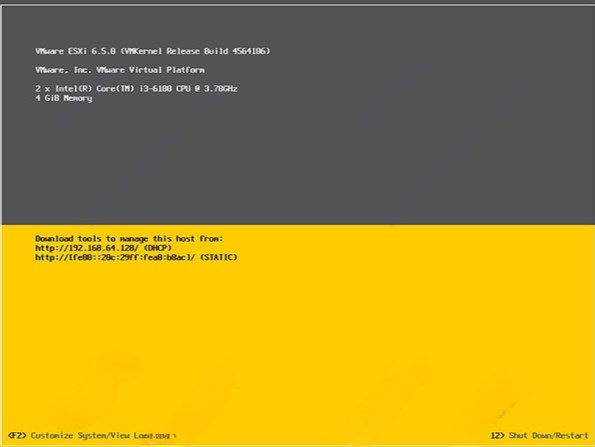 VMware ESXi 6.5.0 (VMKernel Release Build 4564106)
VMware, Inc. VMware Virtual Platform
2 x Intel(R) Core(TM) i3-6100 CPU @ 3.70GHz
4 GiB Memory
Download tools to manage this host from:
http://192.168.64.128/ (DHCP)
http://[fe80::20c:29ff:fea8:b8ac]/ (STATIC)
<F2> Customize System/View
12> Shut Down/Restart